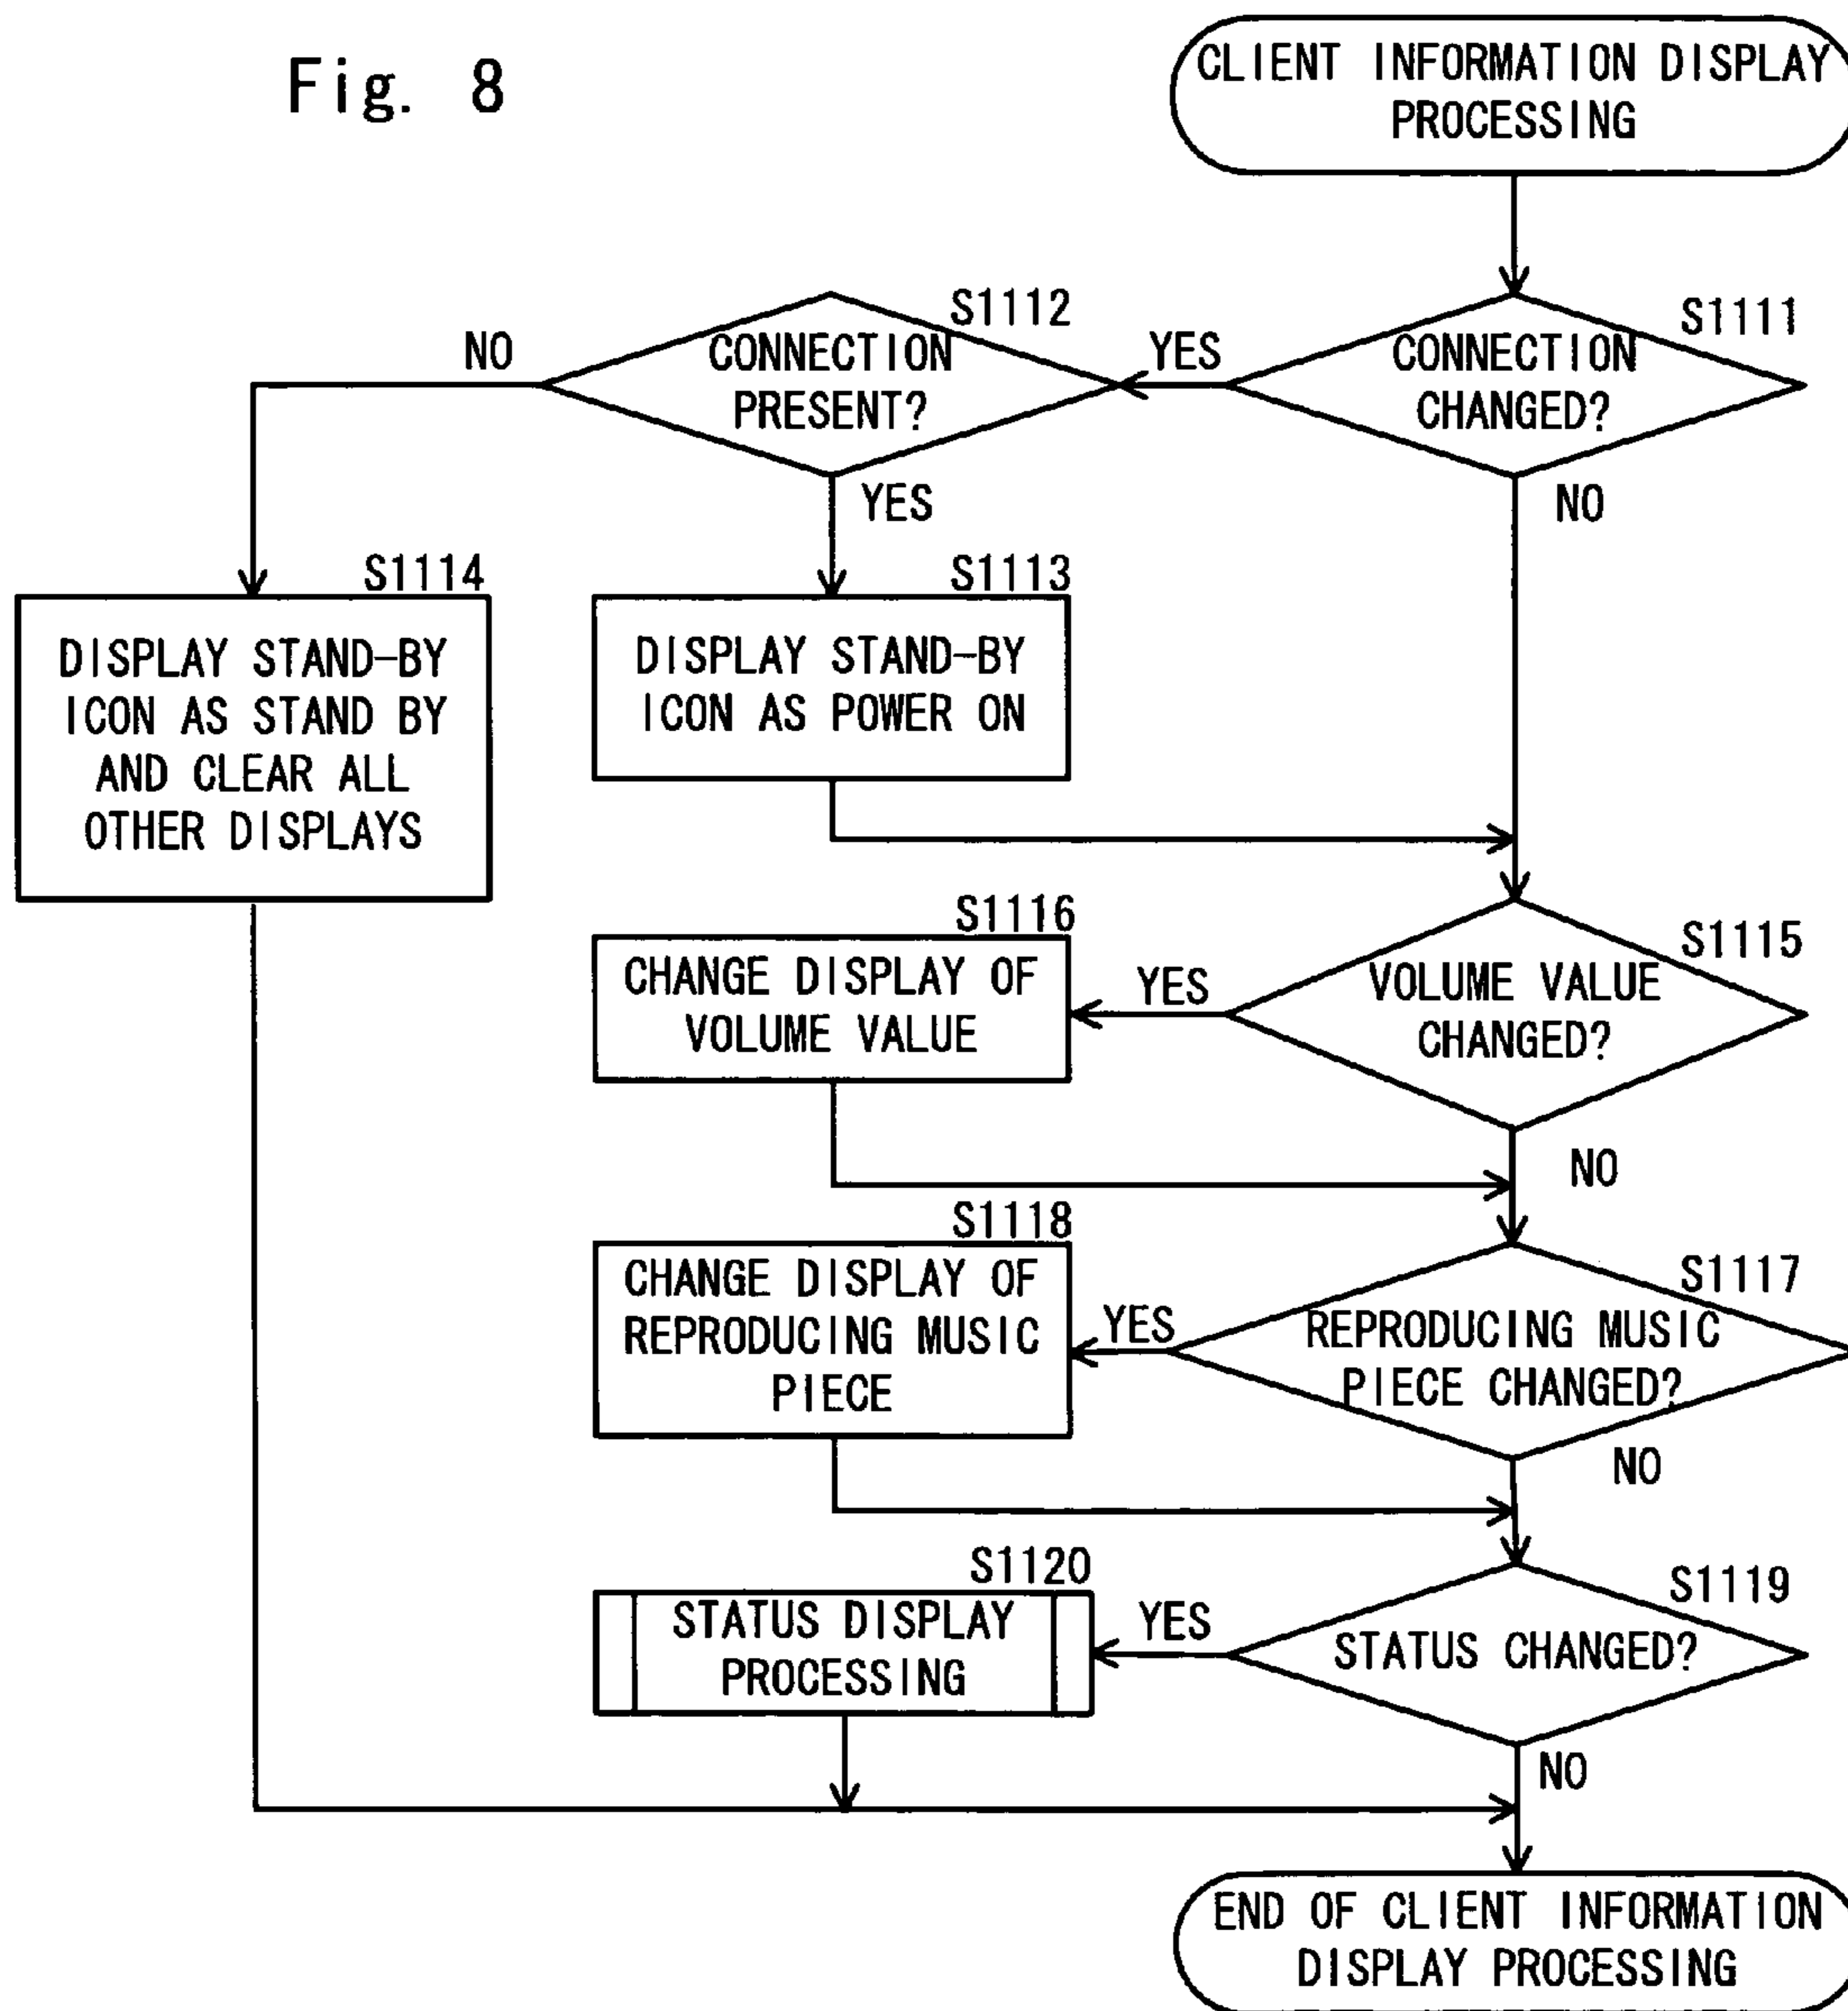 Fig. 8
CLIENT INFORMATION DISPLAY
PROCESSING
S1111
CONNECTION
CHANGED?
YES
NO
S1112
CONNECTION
PRESENT?
NO
YES
S1114
DISPLAY STAND-BY
ICON AS STAND BY
AND CLEAR ALL
OTHER DISPLAYS
S1113
DISPLAY STAND-BY
ICON AS POWER ON
S1115
VOLUME VALUE
CHANGED?
YES
NO
S1116
CHANGE DISPLAY OF
VOLUME VALUE
S1117
REPRODUCING MUSIC
PIECE CHANGED?
YES
NO
S1118
CHANGE DISPLAY OF
REPRODUCING MUSIC
PIECE
S1119
STATUS CHANGED?
YES
NO
S1120
STATUS DISPLAY
PROCESSING
END OF CLIENT INFORMATION
DISPLAY PROCESSING